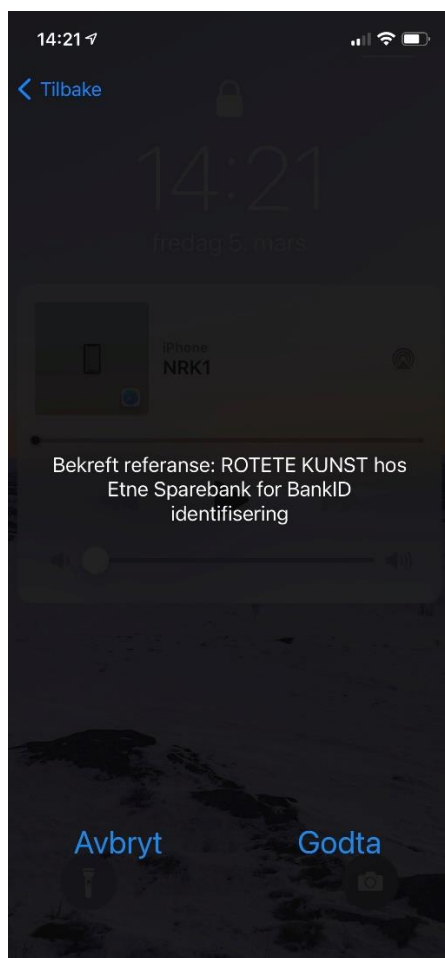 14:21
Tilbake
14:21
fredag 5. mars
iPhone
NRK1
Bekreft referanse: ROTETE KUNST hos
Etne Sparebank for BankID
identifisering
Avbryt
Godta